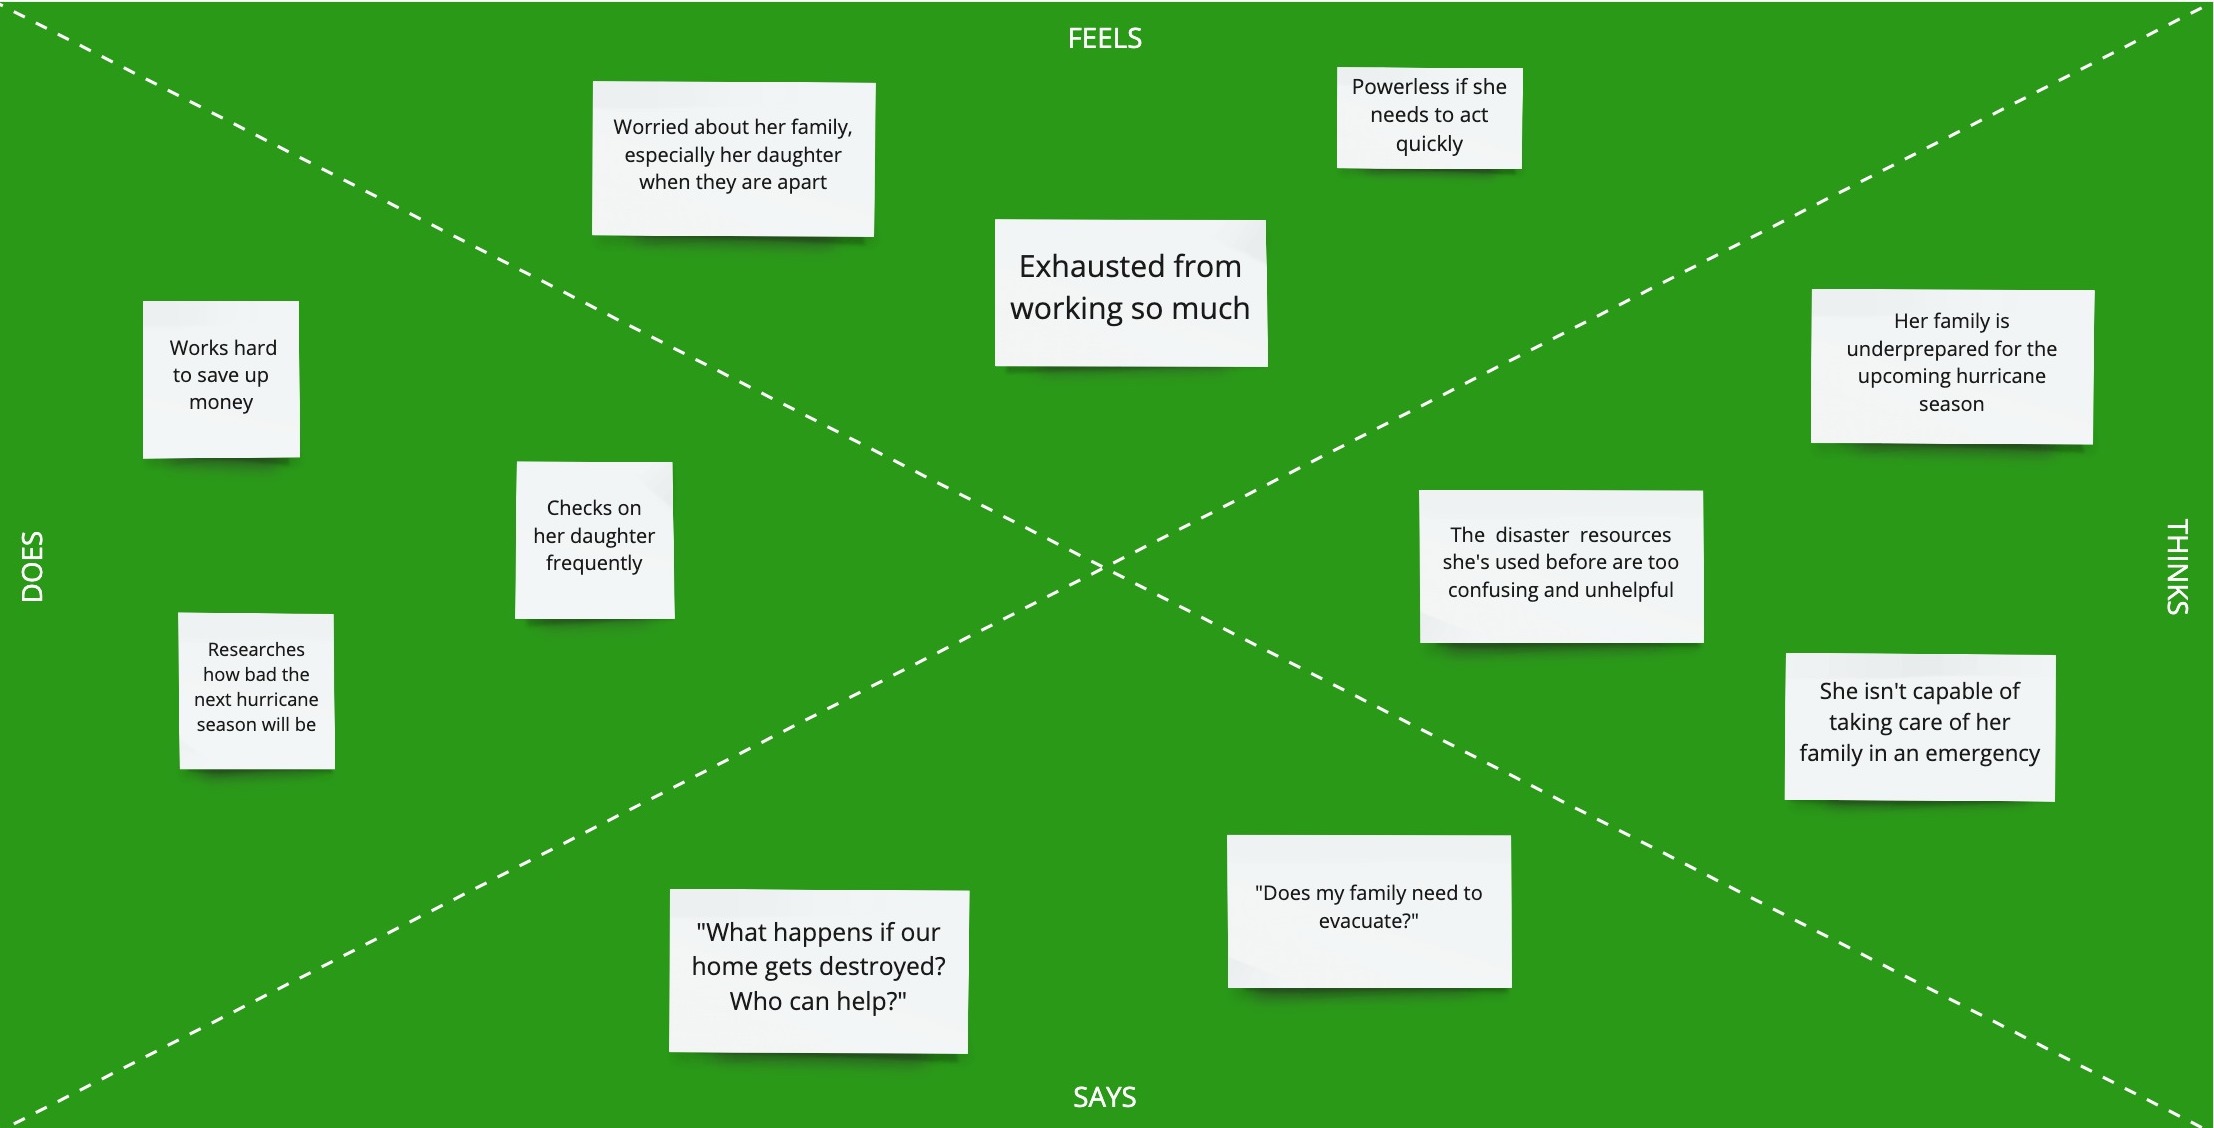 FEELS
Worried about her family,
especially her daughter
when they are apart
Powerless if she
needs to act
quickly
Exhausted from
working so much
DOES
Works hard
to save up
money
Checks on
her daughter
frequently
Researches
how bad the
next hurricane
season will be
THINKS
Her family is
underprepared for the
upcoming hurricane
season
The disaster resources
she's used before are too
confusing and unhelpful
She isn't capable of
taking care of her
family in an emergency
"What happens if our
home gets destroyed?
Who can help?"
"Does my family need to
evacuate?"
SAYS